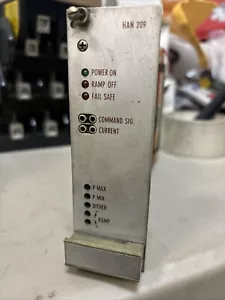 HAN 209
POWER ON
RAMP OFF
FAIL SAFE
COMMAND SIG.
CURRENT
P MAX
P MIN
DITHER
RAMP